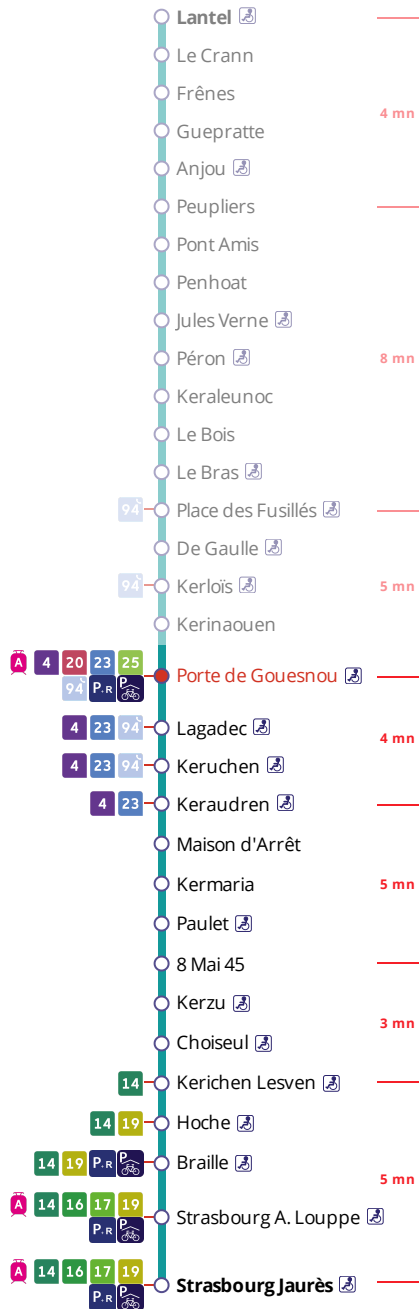 Lantel
Le Crann
Frênes
4 mn
Guepratte
Anjou
Peupliers
Pont Amis
Penhoat
Jules Verne
Péron
8 mn
Keraleunoc
Le Bois
Le Bras
94 Place des Fusillés
De Gaulle
94 Kerloïs
5 mn
Kerinaouen
A 4 20 23 25
94 P.R P
Porte de Gouesnou
4 23 94 Lagadec
4 mn
4 23 94 Keruchen
4 23 Keraudren
Maison d'Arrêt
Kermaria
5 mn
Paulet
8 Mai 45
Kerzu
3 mn
Choiseul
14 Kerichen Lesven
14 19 Hoche
14 19 P.R P Braille
5 mn
A 14 16 17 19
P.R P
Strasbourg A. Louppe
A 14 16 17 19
P.R P
Strasbourg Jaurès